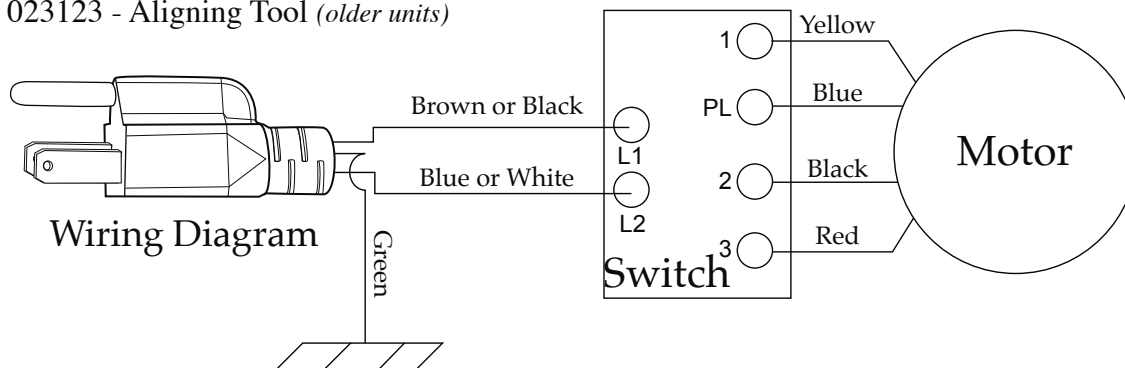 023123 - Aligning Tool (older units)
1
Yellow
PL
Blue
Brown or Black
L1
Motor
Blue or White
2
Black
L2
Wiring Diagram
Green
3
Red
Switch